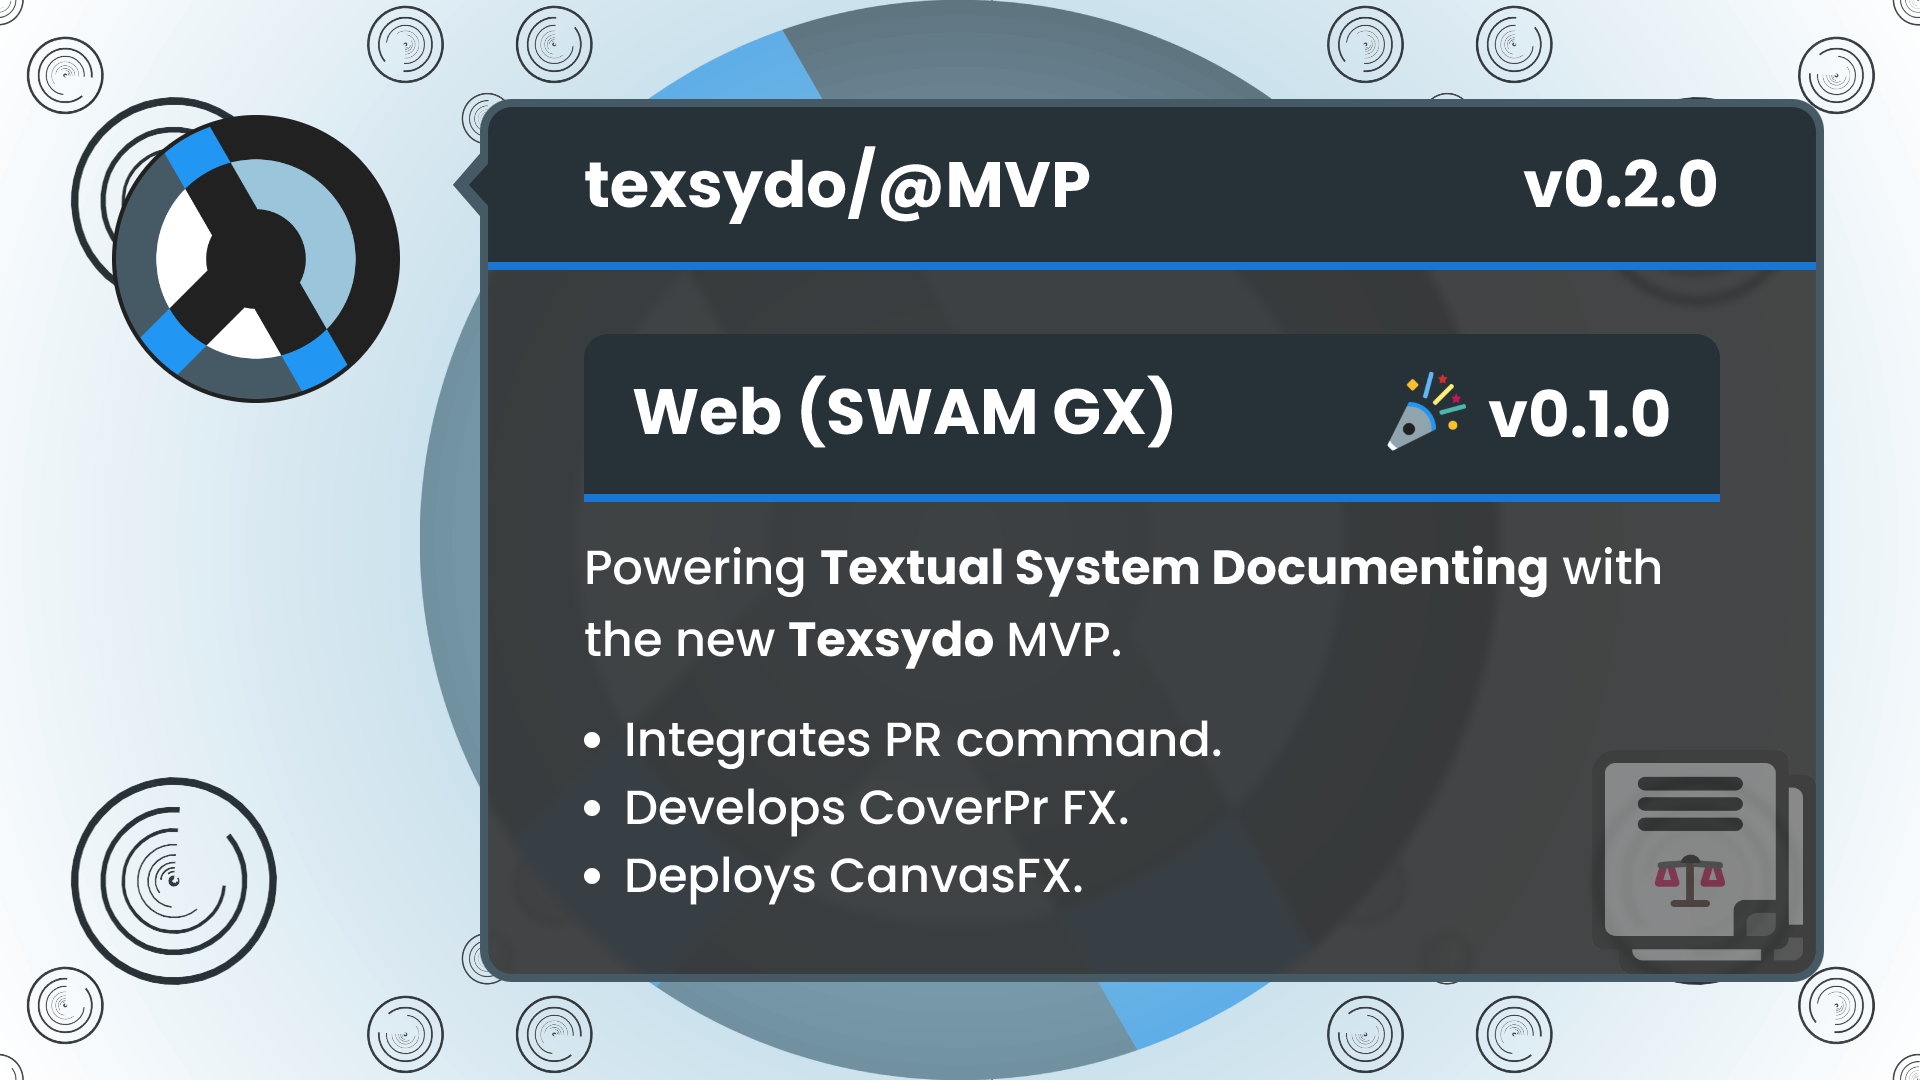 texsydo/@MVP
v0.2.0
Web (SWAM GX)
v0.1.0
Powering Textual System Documenting with
the new Texsydo MVP.
• Integrates PR command.
• Develops CoverPr FX.
• Deploys CanvasFX.